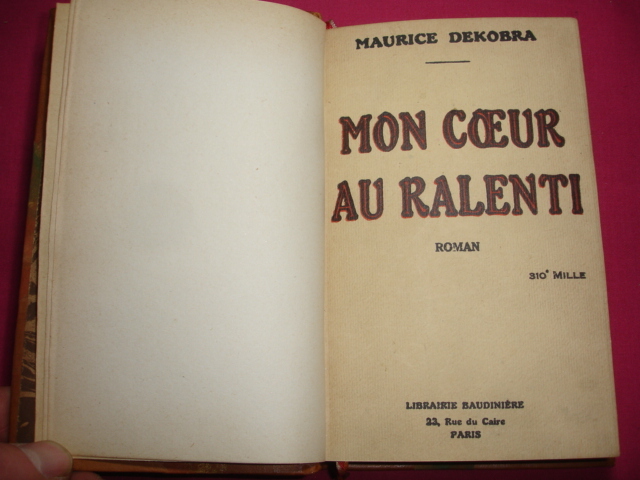 MAURICE DEKOBRA
MON CŒUR
AU RALENTI
ROMAN
310e MILLE
LIBRAIRIE BAUDINIÈRE
23, Rue du Caire
PARIS